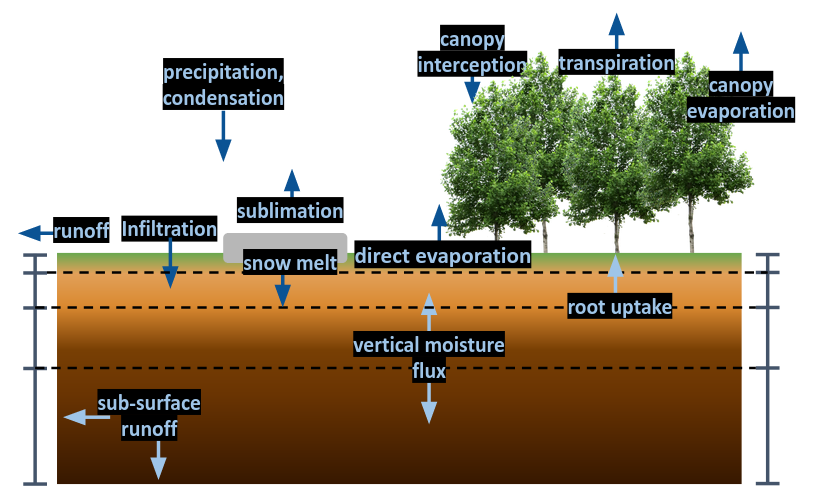 canopy
interception
transpiration
precipitation,
condensation
canopy
evaporation
sublimation
runoff
Infiltration
direct evaporation
snow melt
root uptake
vertical moisture
flux
sub-surface
runoff